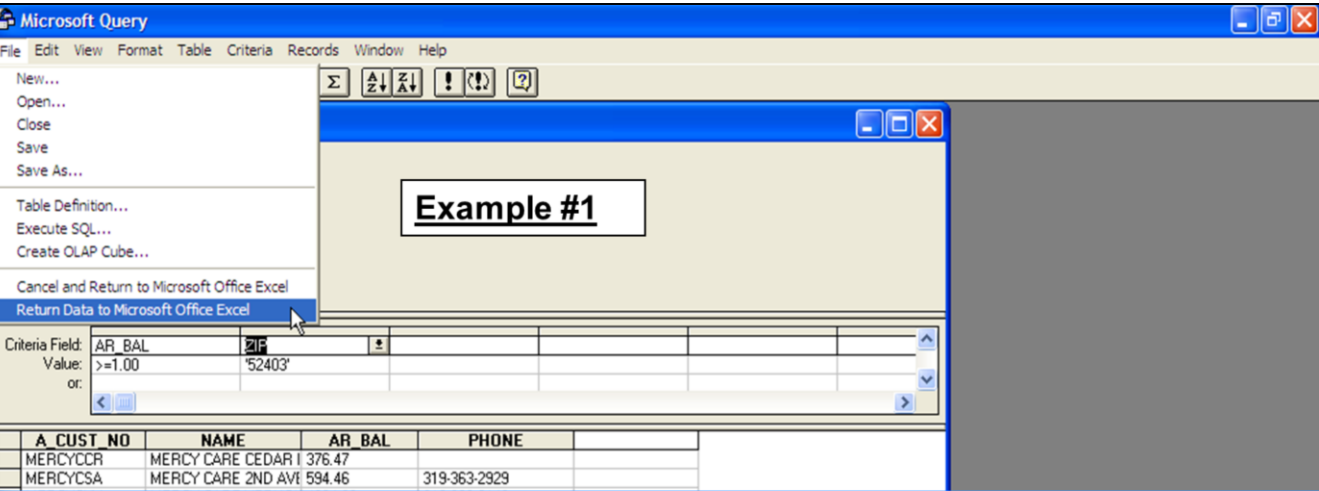 Microsoft Query
File Edit View Format Table Criteria Records Window Help
New...
Open...
Close
Save
Save As...
Table Definition...
Execute SQL...
Create OLAP Cube...
Cancel and Return to Microsoft Office Excel
Return Data to Microsoft Office Excel
Σ A Z Z A ! (!) ?
Example #1
Criteria Field: AR_BAL ZIP
Value: >=1.00 '52403'
or:
A_CUST_NO NAME AR_BAL PHONE
MERCYCCR MERCY CARE CEDAR 376.47
MERCYCSA MERCY CARE 2ND AVE 594.46 319-363-2929